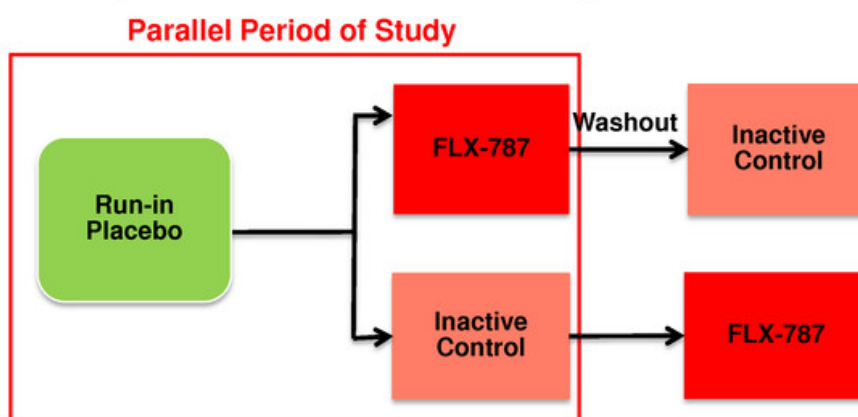 Parallel Period of Study
Run-in
Placebo
FLX-787
Washout
Inactive
Control
Inactive
Control
FLX-787